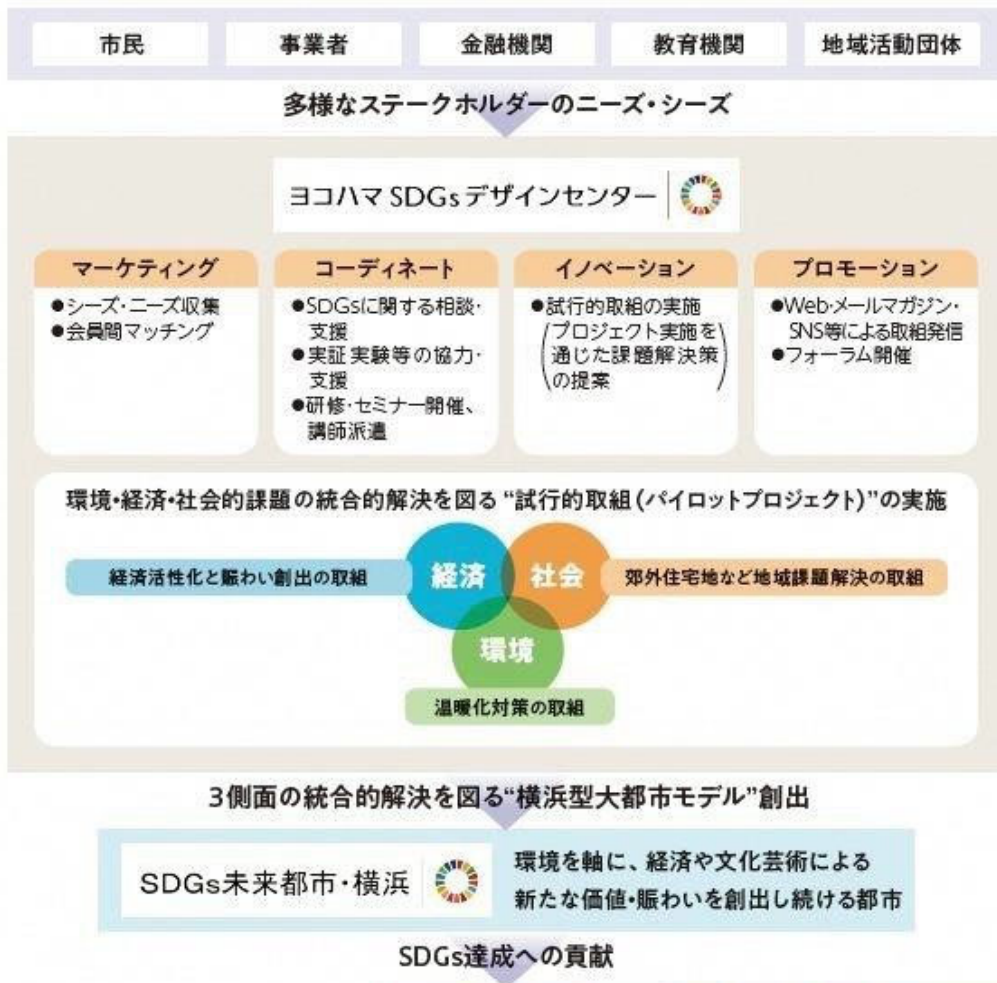 市民
事業者
金融機関
教育機関
地域活動団体
多様なステークホルダーのニーズ・シーズ
ヨコハマ SDGs デザインセンター
マーケティング
●シーズ・ニーズ収集
●会員間マッチング
コーディネート
●SDGsに関する相談・
支援
●実証実験等の協力・
支援
●研修・セミナー開催、
講師派遣
イノベーション
●試行的取組の実施
(プロジェクト実施を
通じた課題解決策
の提案)
プロモーション
●Web・メールマガジン・
SNS等による取組発信
●フォーラム開催
環境・経済・社会的課題の統合的解決を図る “試行的取組(パイロットプロジェクト)”の実施
経済活性化と賑わい創出の取組
経済
社会
郊外住宅地など地域課題解決の取組
環境
温暖化対策の取組
3側面の統合的解決を図る“横浜型大都市モデル”創出
SDGs未来都市・横浜
環境を軸に、経済や文化芸術による
新たな価値・賑わいを創出し続ける都市
SDGs達成への貢献